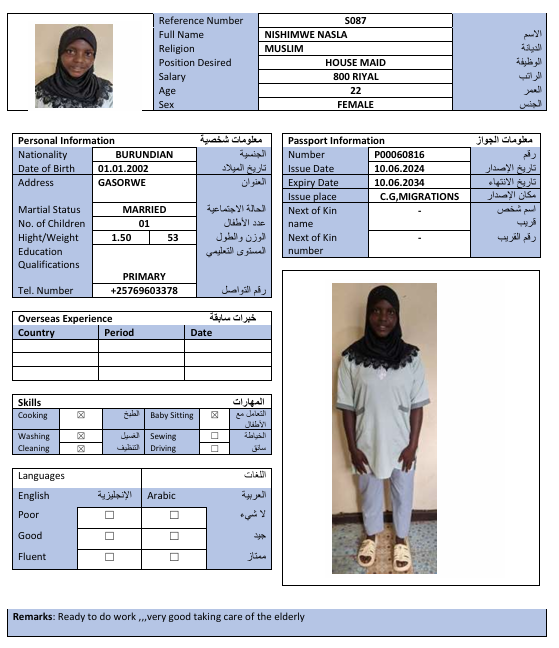 Reference Number S087
Full Name NISHIMWE NASLA الاسم
Religion MUSLIM الديانة
Position Desired HOUSE MAID الوظيفة
Salary 800 RIYAL الراتب
Age 22 العمر
Sex FEMALE الجنس
Personal Information معلومات شخصية
Nationality BURUNDIAN الجنسية
Date of Birth 01.01.2002 تاريخ الميلاد
Address GASORWE العنوان
Martial Status MARRIED الحالة الاجتماعية
No. of Children 01 عدد الأطفال
Hight/Weight 1.50 53 الوزن والطول
Education المستوى التعليمي
Qualifications
PRIMARY
Tel. Number +25769603378 رقم التواصل
Passport Information معلومات الجواز
Number P00060816 رقم
Issue Date 10.06.2024 تاريخ الإصدار
Expiry Date 10.06.2034 تاريخ الانتهاء
Issue place C.G,MIGRATIONS مكان الإصدار
Next of Kin - اسم شخص
name قريب
Next of Kin - رقم القريب
number
Overseas Experience خبرات سابقة
Country Period Date
Skills المهارات
Cooking ☒ الطبخ Baby Sitting ☒ التعامل مع
الأطفال
Washing ☒ الغسيل Sewing ☐ الخياطة
Cleaning ☒ التنظيف Driving ☐ سائق
Languages اللغات
English الإنجليزية Arabic العربية
Poor ☐ ☐ لا شيء
Good ☐ ☐ جيد
Fluent ☐ ☐ ممتاز
Remarks: Ready to do work ,,,very good taking care of the elderly